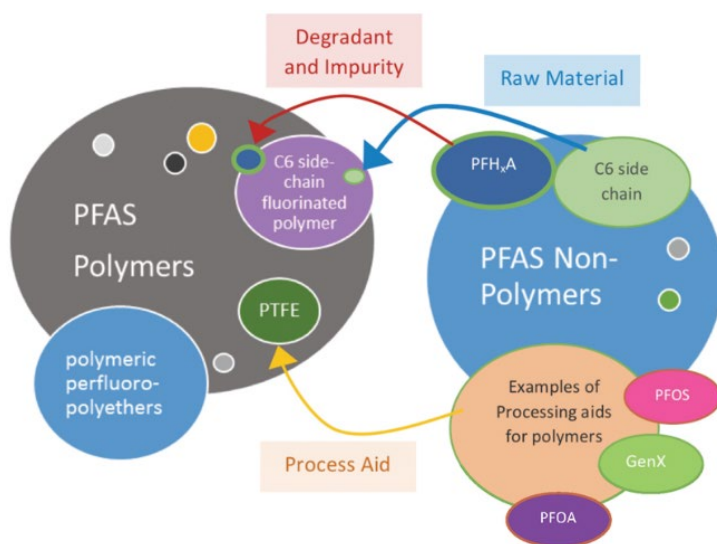 Degradant
and Impurity
Raw Material
PFAS
Polymers
C6 side-
chain
fluorinated
polymer
PTFE
polymeric
perfluoro-
polyethers
Process Aid
PFHxA
C6 side
chain
PFAS Non-
Polymers
Examples of
Processing aids
for polymers
PFOS
GenX
PFOA